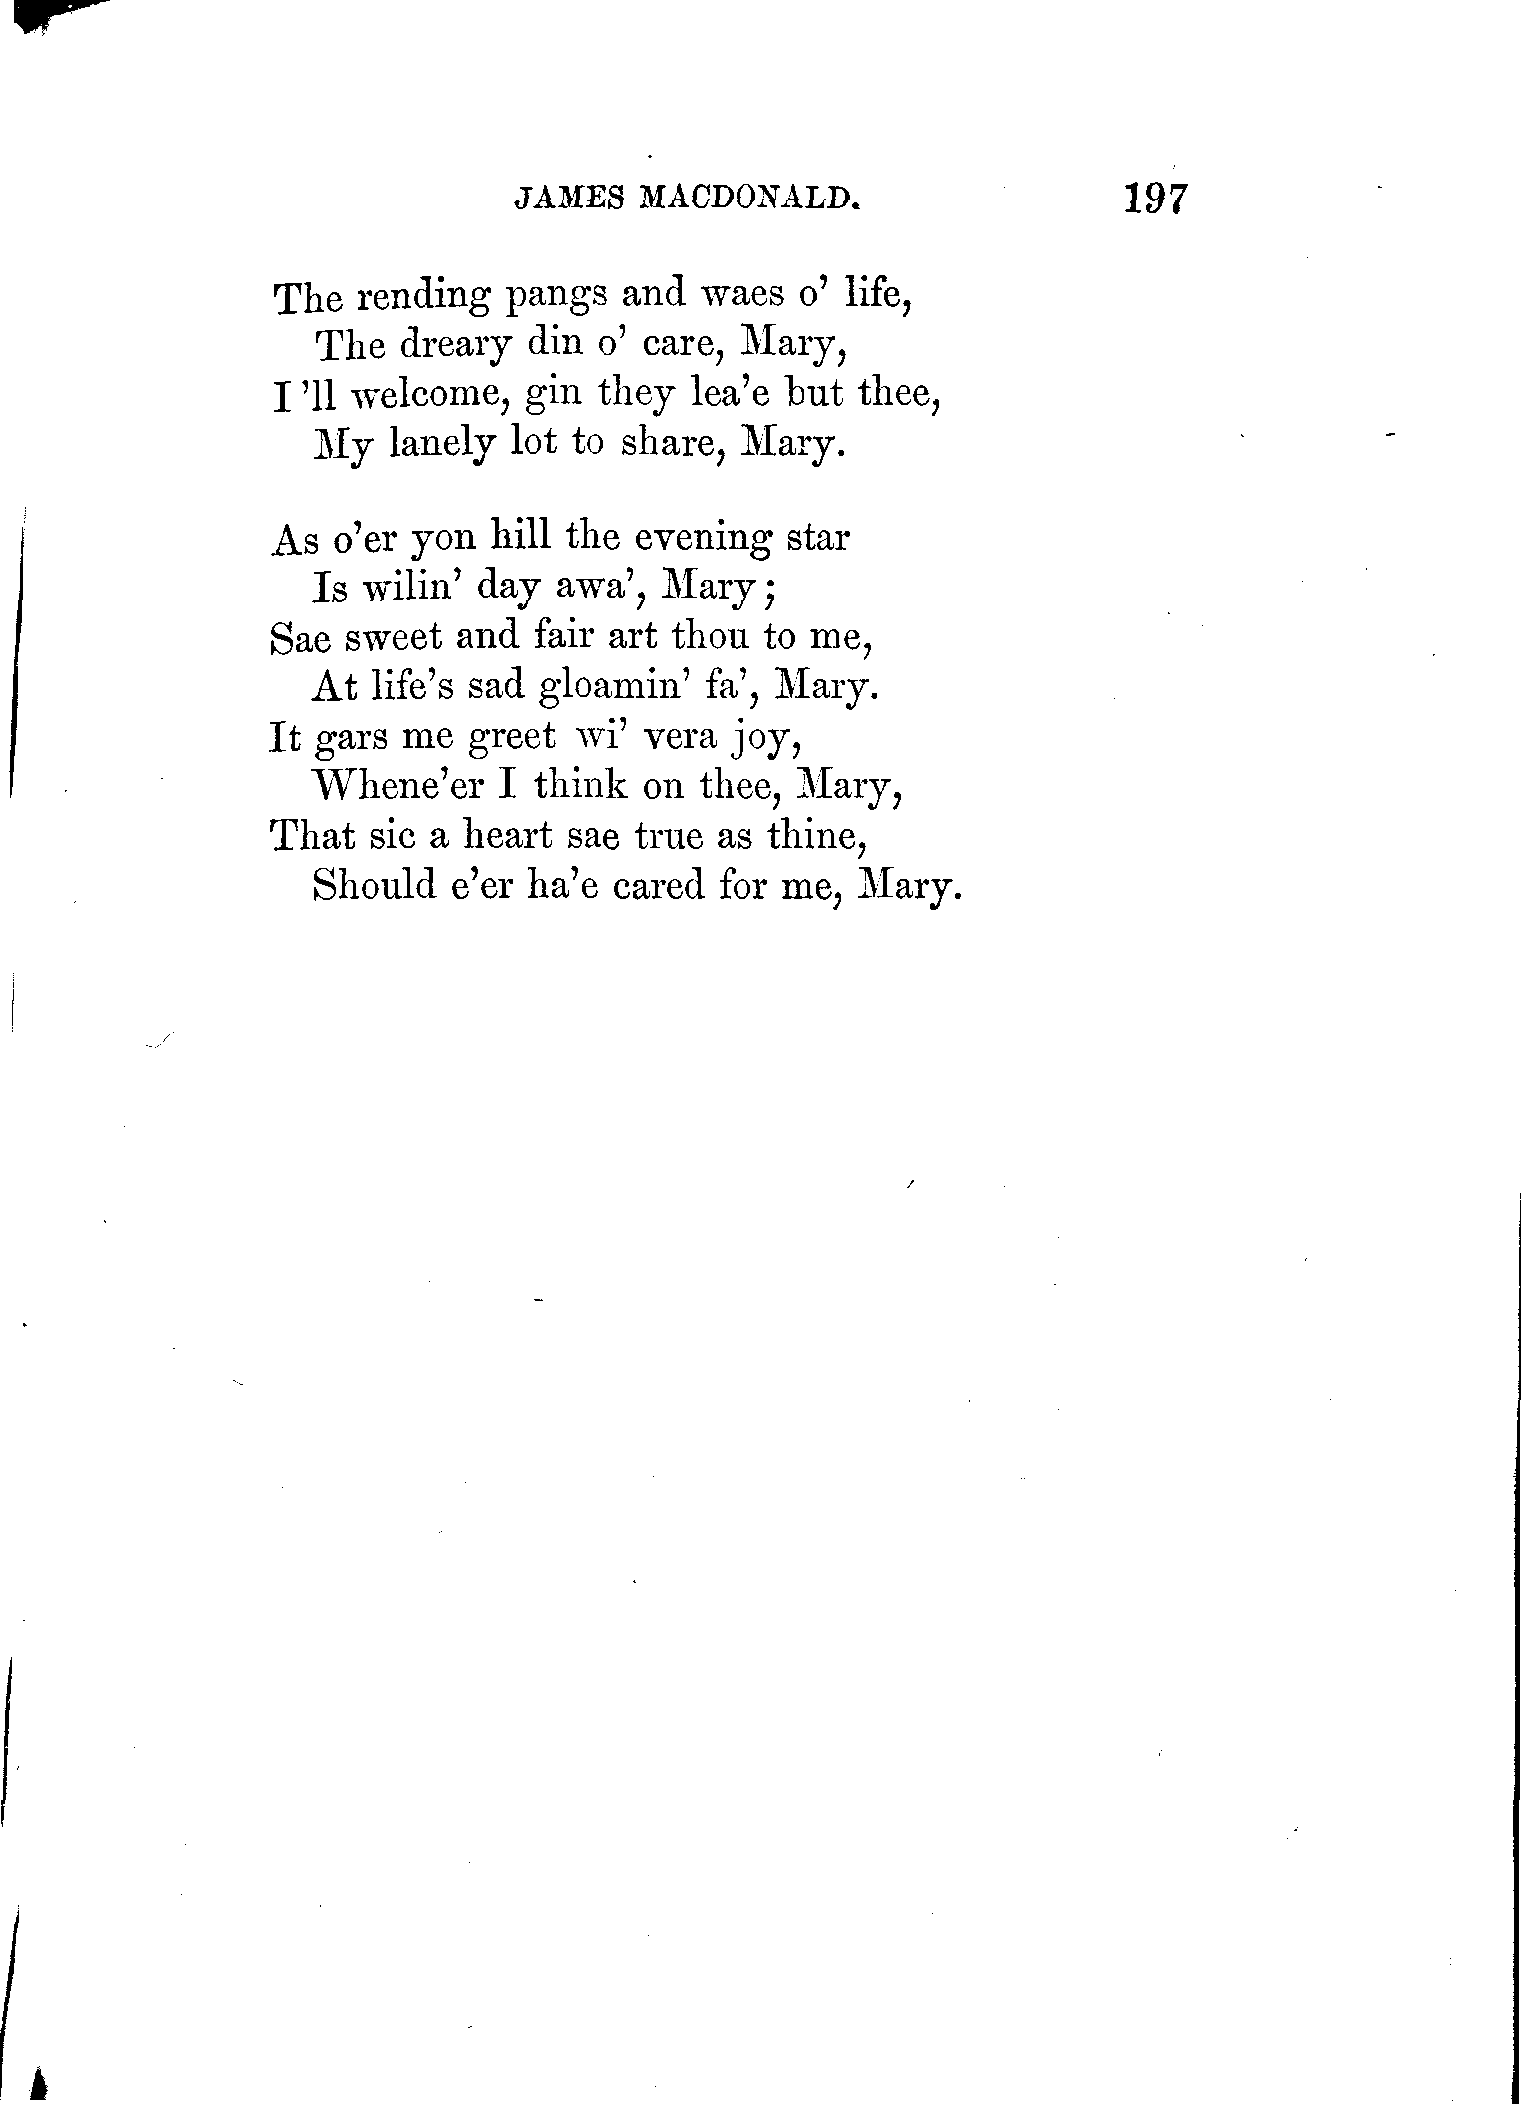 JAMES MACDONALD. 197
The rending pangs and waes o' life,
The dreary din o' care, Mary,
I 'll welcome, gin they lea'e but thee,
My lanely lot to share, Mary.
As o'er yon hill the evening star
Is wilin' day awa', Mary;
Sae sweet and fair art thou to me,
At life's sad gloamin' fa', Mary.
It gars me greet wi' vera joy,
Whene'er I think on thee, Mary,
That sic a heart sae true as thine,
Should e'er ha'e cared for me, Mary.